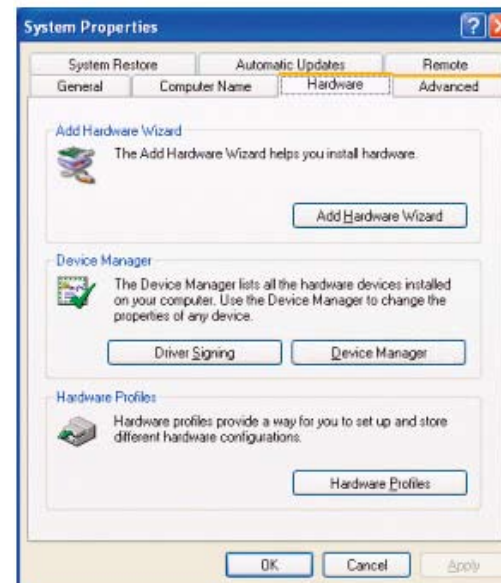 System Properties
System Restore Automatic Updates Remote
General Computer Name Hardware Advanced
Add Hardware Wizard
The Add Hardware Wizard helps you install hardware.
Add Hardware Wizard
Device Manager
The Device Manager lists all the hardware devices installed
on your computer. Use the Device Manager to change the
properties of any device.
Driver Signing Device Manager
Hardware Profiles
Hardware profiles provide a way for you to set up and store
different hardware configurations.
Hardware Profiles
OK Cancel Apply